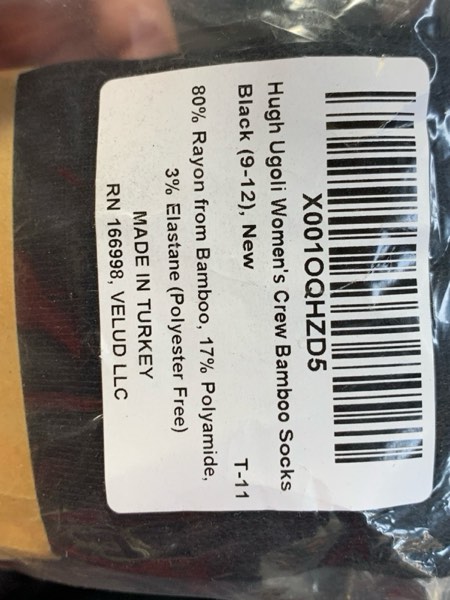 X001OQHZD5
Hugh Ugoli Women's Crew Bamboo Socks
Black (9-12), New T-11
80% Rayon from Bamboo, 17% Polyamide,
3% Elastane (Polyester Free)
MADE IN TURKEY
RN 166998, VELUD LLC